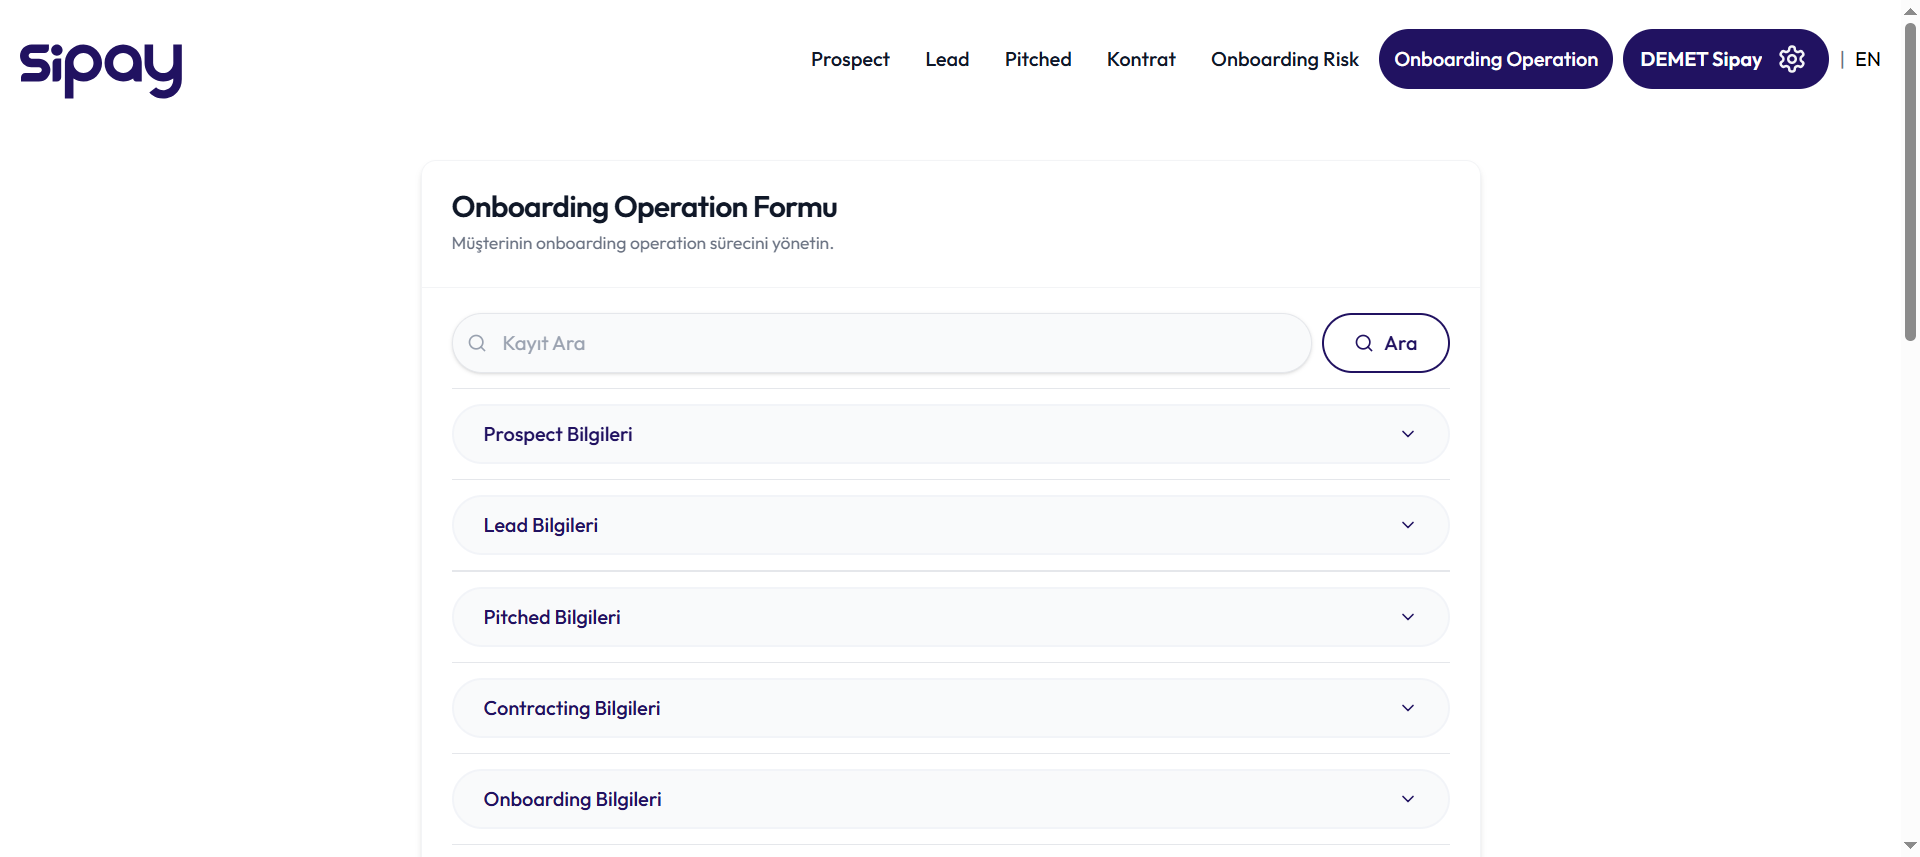 sipay
Prospect Lead Pitched Kontrat Onboarding Risk Onboarding Operation DEMET Sipay | EN
Onboarding Operation Formu
Müşterinin onboarding operation sürecini yönetin.
Kayıt Ara Ara
Prospect Bilgileri
Lead Bilgileri
Pitched Bilgileri
Contracting Bilgileri
Onboarding Bilgileri